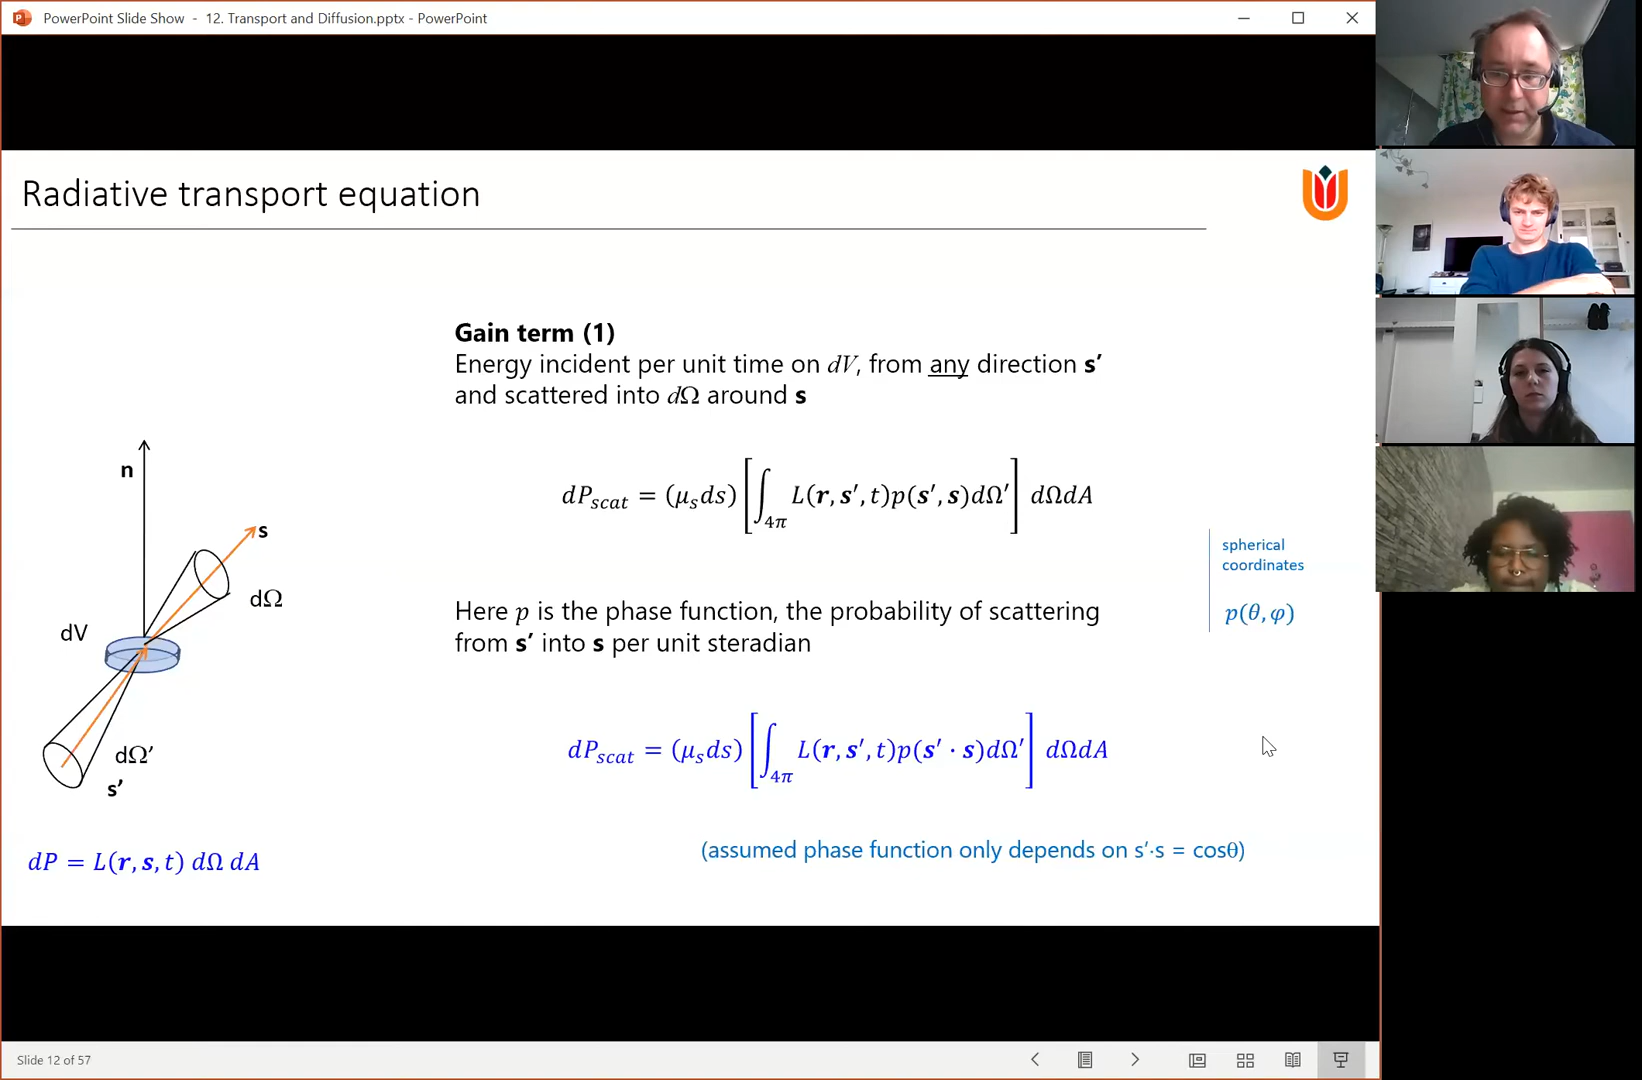 PowerPoint Slide Show - 12. Transport and Diffusion.pptx - PowerPoint
Radiative transport equation
Gain term (1)
Energy incident per unit time on dV, from any direction s′
and scattered into dΩ around s
n
s
dΩ
dV
dΩ′
s′
dP = L(r, s, t) dΩ dA
dP_scat = (μ_s ds) [∫_4π L(r, s′, t)p(s′, s)dΩ′] dΩdA
spherical
coordinates
p(θ, φ)
Here p is the phase function, the probability of scattering
from s′ into s per unit steradian
dP_scat = (μ_s ds) [∫_4π L(r, s′, t)p(s′ · s)dΩ′] dΩdA
(assumed phase function only depends on s′·s = cosθ)
Slide 12 of 57